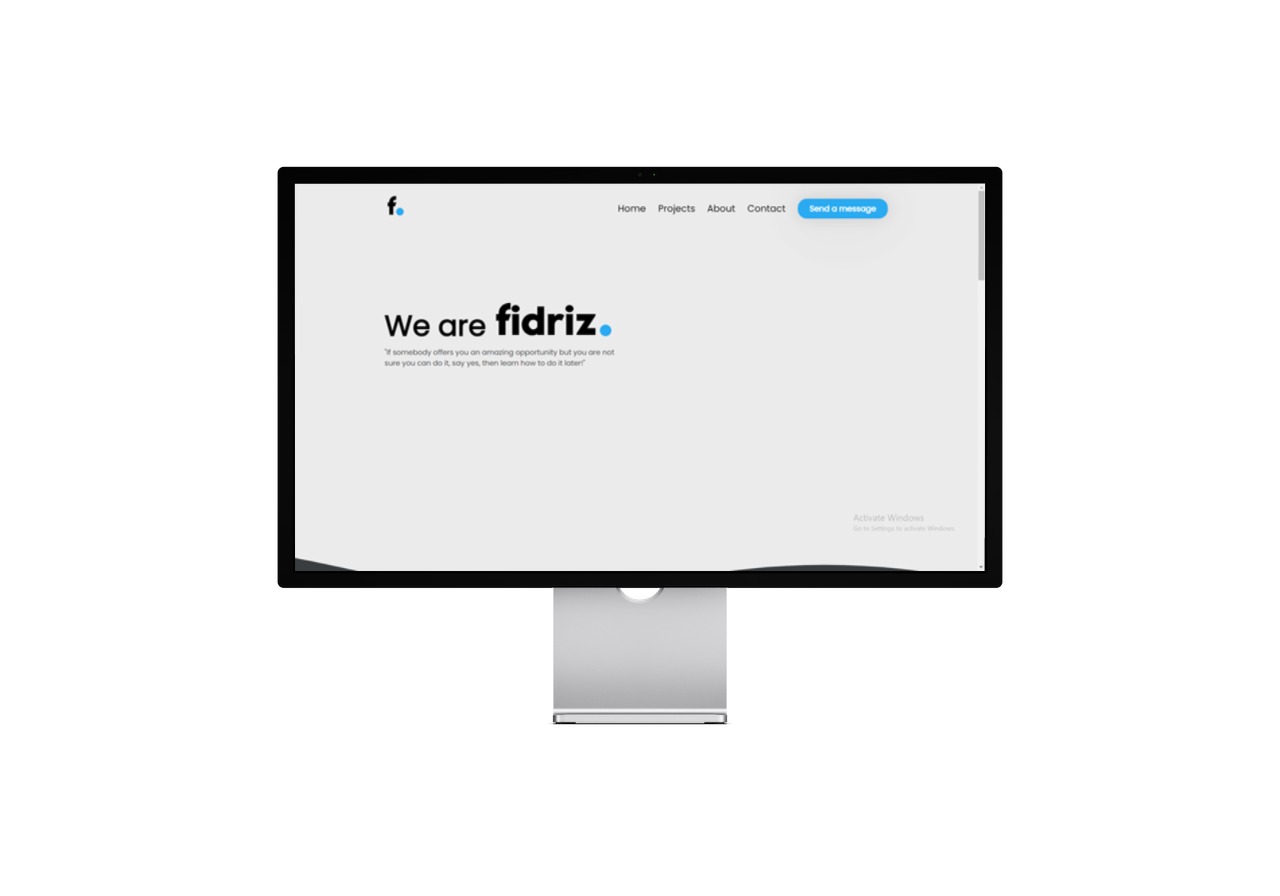 f.
Home Projects About Contact Send a message
We are fidriz.
"If somebody offers you an amazing opportunity but you are not
sure you can do it, say yes, then learn how to do it later!"
Activate Windows
Go to Settings to activate Windows.